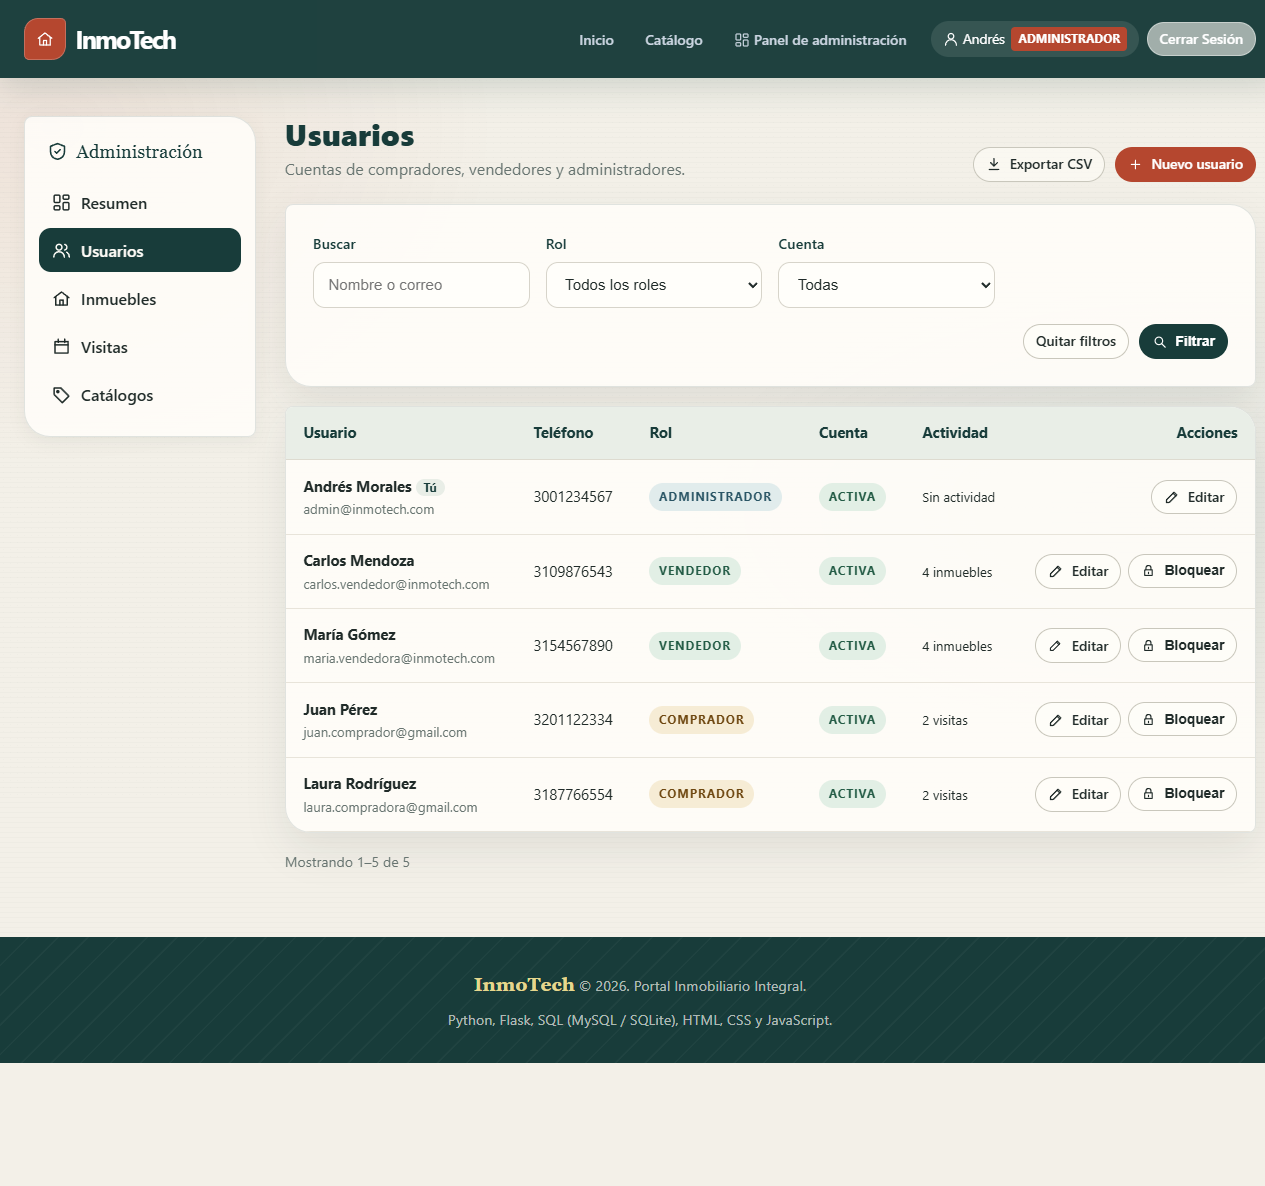 InmoTech
Inicio Catálogo Panel de administración Andrés ADMINISTRADOR Cerrar Sesión
Administración
Resumen
Usuarios
Inmuebles
Visitas
Catálogos
Usuarios
Cuentas de compradores, vendedores y administradores.
Exportar CSV Nuevo usuario
Buscar Rol Cuenta
Nombre o correo Todos los roles Todas
Quitar filtros Filtrar
Usuario Teléfono Rol Cuenta Actividad Acciones
Andrés Morales Tú
admin@inmotech.com
3001234567 ADMINISTRADOR ACTIVA Sin actividad Editar
Carlos Mendoza
carlos.vendedor@inmotech.com
3109876543 VENDEDOR ACTIVA 4 inmuebles Editar Bloquear
María Gómez
maria.vendedora@inmotech.com
3154567890 VENDEDOR ACTIVA 4 inmuebles Editar Bloquear
Juan Pérez
juan.comprador@gmail.com
3201122334 COMPRADOR ACTIVA 2 visitas Editar Bloquear
Laura Rodríguez
laura.compradora@gmail.com
3187766554 COMPRADOR ACTIVA 2 visitas Editar Bloquear
Mostrando 1–5 de 5
InmoTech © 2026. Portal Inmobiliario Integral.
Python, Flask, SQL (MySQL / SQLite), HTML, CSS y JavaScript.